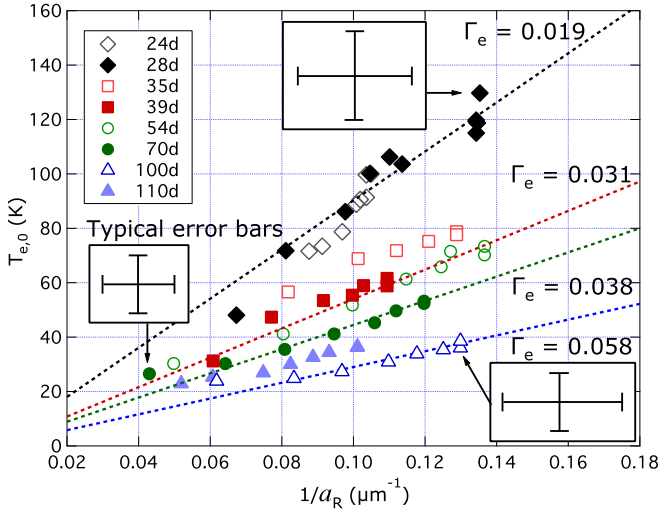 160
140
120
100
80
60
40
20
0
T_{e,0} (K)
24d
28d
35d
39d
54d
70d
100d
110d
Γ_e = 0.019
Γ_e = 0.031
Typical error bars
Γ_e = 0.038
Γ_e = 0.058
0.02 0.04 0.06 0.08 0.10 0.12 0.14 0.16 0.18
1/a_R (μm⁻¹)